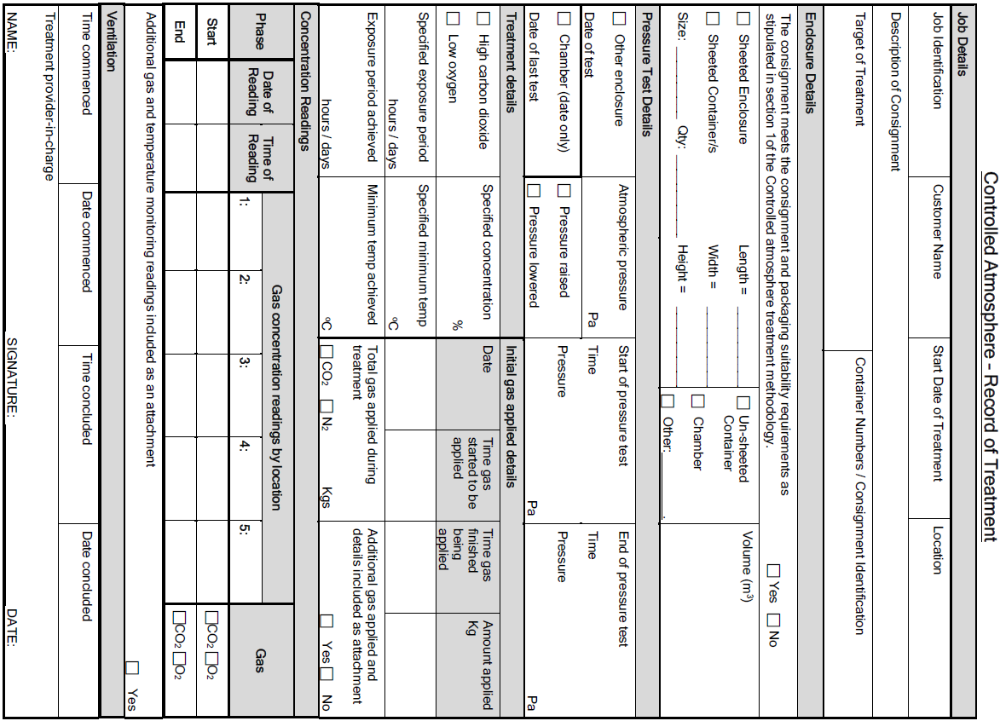 Controlled Atmosphere – Record of Treatment
Job Details
Job Identification
Customer Name
Start Date of Treatment
Location
Description of Consignment
Target of Treatment
Container Numbers / Consignment Identification
Enclosure Details
The consignment meets the consignment and packaging suitability requirements as
stipulated in section 1of the Controlled atmosphere treatment methodology.
☐ Yes ☐ No
☐ Sheeted Enclosure
☐ Sheeted Container/s
Size: ________ Qty: ________
Length = ________
Width = ________
Height = ________
☐ Un-sheeted
Container
☐ Chamber
☐ Other: ________.
Volume (m³)
Pressure Test Details
☐ Other enclosure
Date of test
Atmospheric pressure
Pa
Start of pressure test
Time
Pressure
Pa
End of pressure test
Time
Pressure
Pa
☐ Chamber (date only)
Date of last test
☐ Pressure raised
☐ Pressure lowered
Treatment details
Initial gas applied details
☐ High carbon dioxide
☐ Low oxygen
Specified concentration
%
Date
Time gas
started to be
applied
Time gas
finished
being
applied
Amount applied
Kg
Specified exposure period
hours / days
Specified minimum temp
ºC
Exposure period achieved
hours / days
Minimum temp achieved
ºC
Total gas applied during
treatment
☐ CO₂ ☐ N₂ Kgs
Additional gas applied and
details included as attachment
☐ Yes ☐ No
Concentration Readings
Phase
Date of
Reading
Time of
Reading
Gas concentration readings by location
Gas
1:
2:
3:
4:
5:
Start
☐CO₂ ☐O₂
End
☐CO₂ ☐O₂
Additional gas and temperature monitoring readings included as an attachment
☐ Yes
Ventilation
Time commenced
Date commenced
Time concluded
Date concluded
Treatment provider-in-charge
NAME:
SIGNATURE:
DATE: